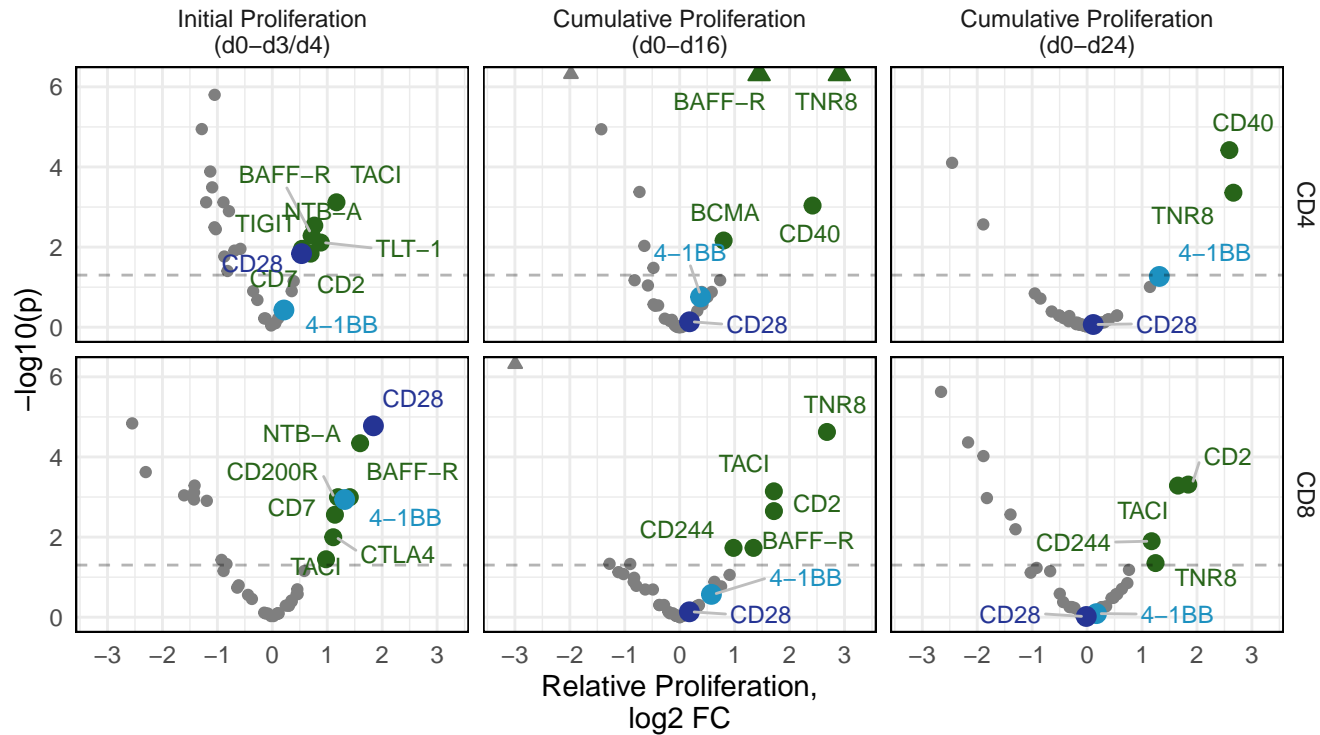 Initial Proliferation
(d0−d3/d4)
Cumulative Proliferation
(d0−d16)
Cumulative Proliferation
(d0−d24)
−log10(p)
6
4
2
0
BAFF−R
TACI
NTB−A
TIGIT
TLT−1
CD28
CD7
CD2
4−1BB
BAFF−R
TNR8
BCMA
CD40
4−1BB
CD28
CD40
TNR8
4−1BB
CD28
CD4
6
4
2
0
CD28
NTB−A
CD200R
BAFF−R
CD7
4−1BB
CTLA4
TACI
TNR8
TACI
CD2
CD244
BAFF−R
4−1BB
CD28
CD2
TACI
CD244
TNR8
CD28
4−1BB
CD8
−3 −2 −1 0 1 2 3
−3 −2 −1 0 1 2 3
−3 −2 −1 0 1 2 3
Relative Proliferation,
log2 FC